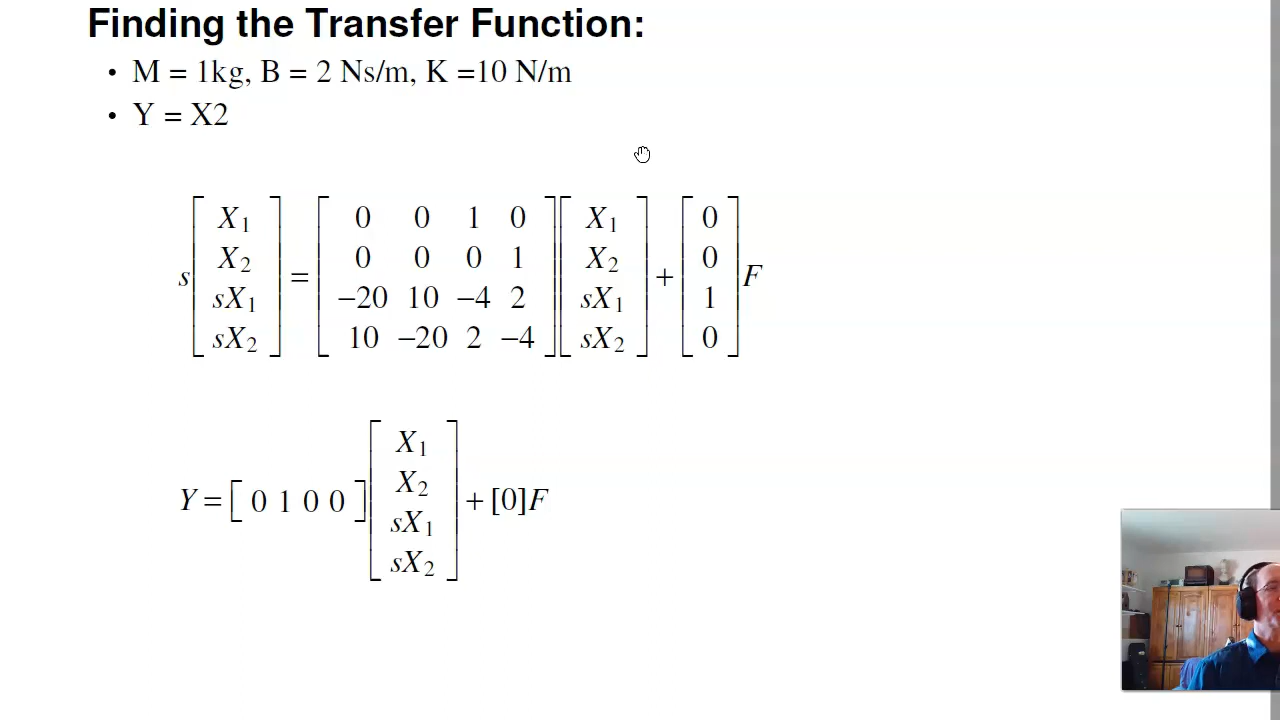 Finding the Transfer Function:
• M = 1kg, B = 2 Ns/m, K =10 N/m
• Y = X2
s [ X1 X2 sX1 sX2 ] = [ 0 0 1 0
0 0 0 1
−20 10 −4 2
10 −20 2 −4 ] [ X1 X2 sX1 sX2 ] + [ 0 0 1 0 ] F
Y = [ 0 1 0 0 ] [ X1 X2 sX1 sX2 ] + [0]F